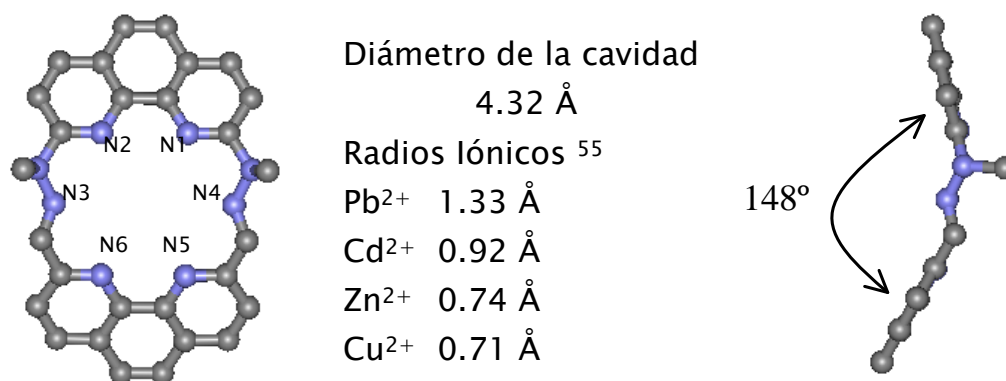 N2
N1
N3
N4
N6
N5
Diámetro de la cavidad
4.32 Å
Radios Iónicos 55
Pb2+ 1.33 Å
Cd2+ 0.92 Å
Zn2+ 0.74 Å
Cu2+ 0.71 Å
148º